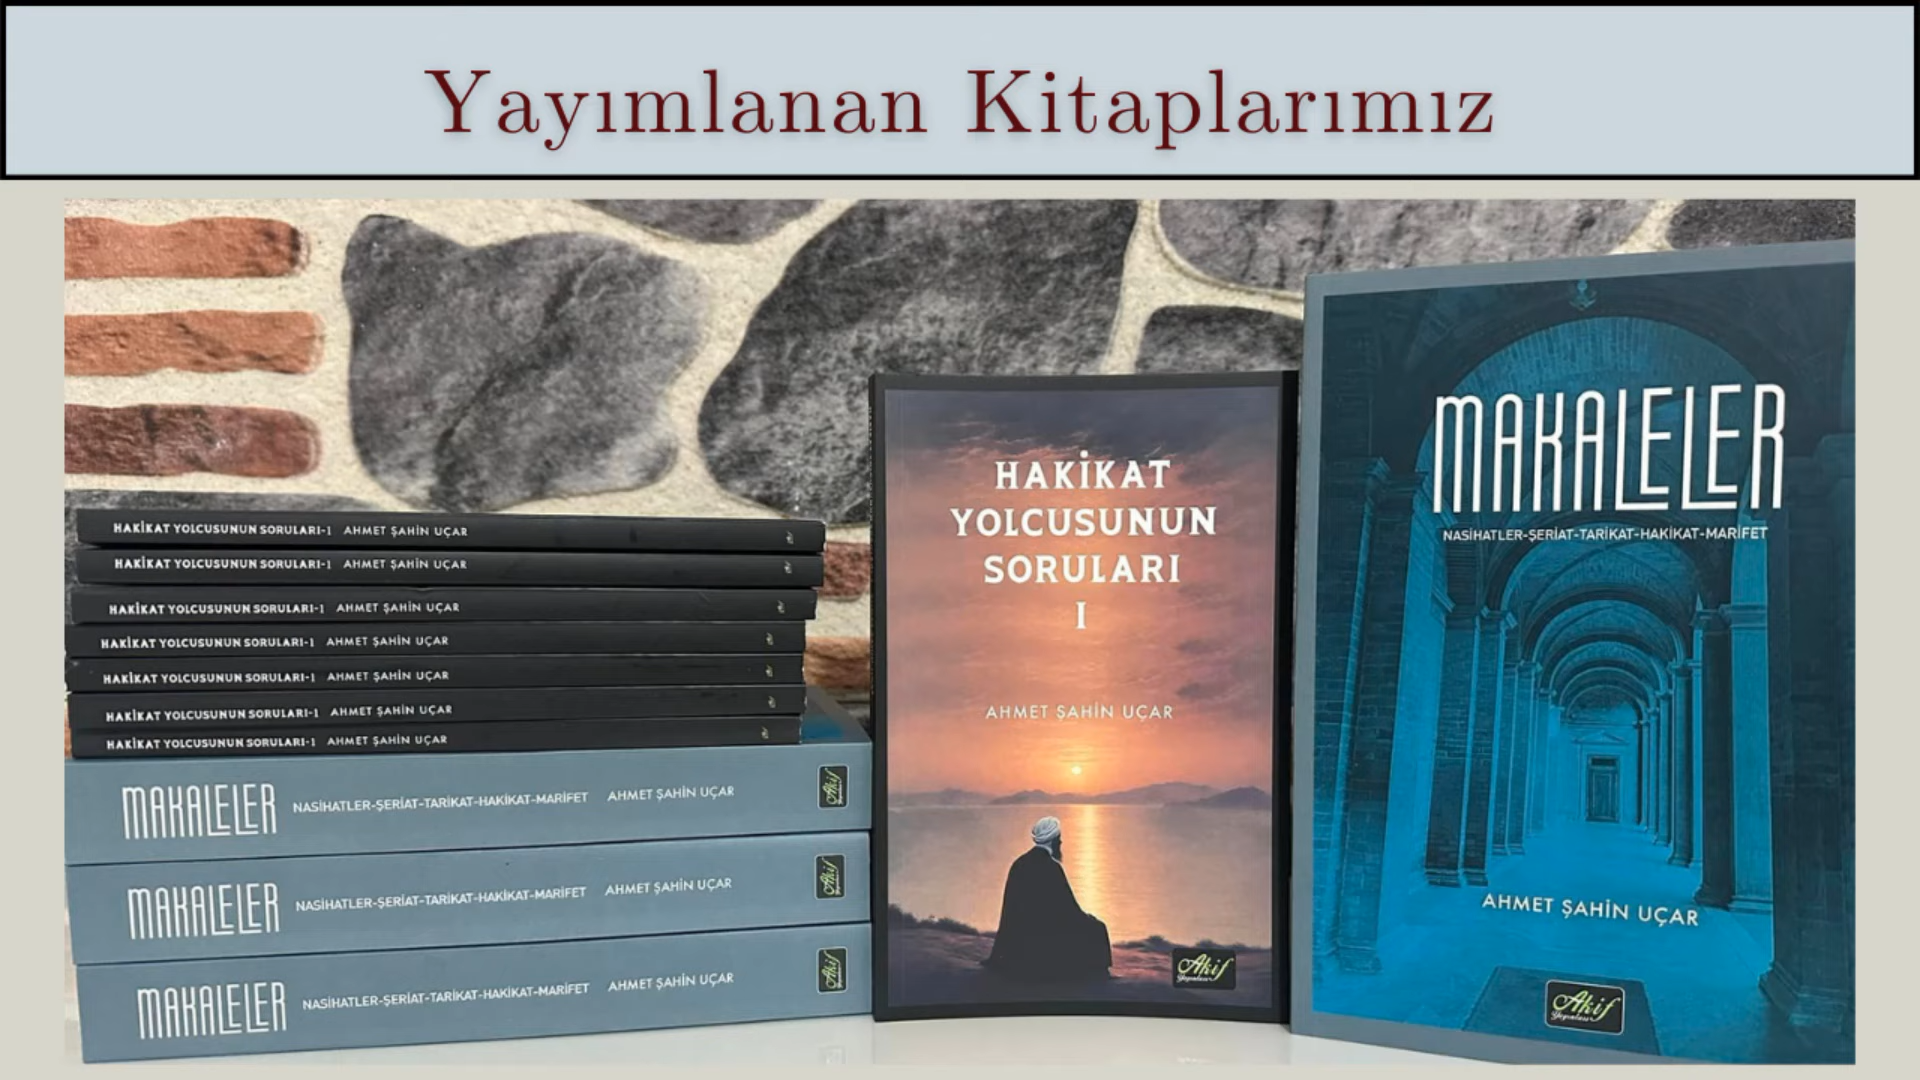 Yayımlanan Kitaplarımız
HAKİKAT YOLCUSUNUN SORULARI-1 AHMET ŞAHİN UÇAR
HAKİKAT YOLCUSUNUN SORULARI-1 AHMET ŞAHİN UÇAR
HAKİKAT YOLCUSUNUN SORULARI-1 AHMET ŞAHİN UÇAR
HAKİKAT YOLCUSUNUN SORULARI-1 AHMET ŞAHİN UÇAR
HAKİKAT YOLCUSUNUN SORULARI-1 AHMET ŞAHİN UÇAR
HAKİKAT YOLCUSUNUN SORULARI-1 AHMET ŞAHİN UÇAR
HAKİKAT YOLCUSUNUN SORULARI-1 AHMET ŞAHİN UÇAR
MAKALELER NASİHATLER-ŞERİAT-TARİKAT-HAKİKAT-MARİFET AHMET ŞAHİN UÇAR Akif
MAKALELER NASİHATLER-ŞERİAT-TARİKAT-HAKİKAT-MARİFET AHMET ŞAHİN UÇAR Akif
MAKALELER NASİHATLER-ŞERİAT-TARİKAT-HAKİKAT-MARİFET AHMET ŞAHİN UÇAR Akif
HAKİKAT
YOLCUSUNUN
SORULARI
I
AHMET ŞAHİN UÇAR
Akif
Yayınları
MAKALELER
NASİHATLER-ŞERİAT-TARİKAT-HAKİKAT-MARİFET
AHMET ŞAHİN UÇAR
Akif
Yayınları